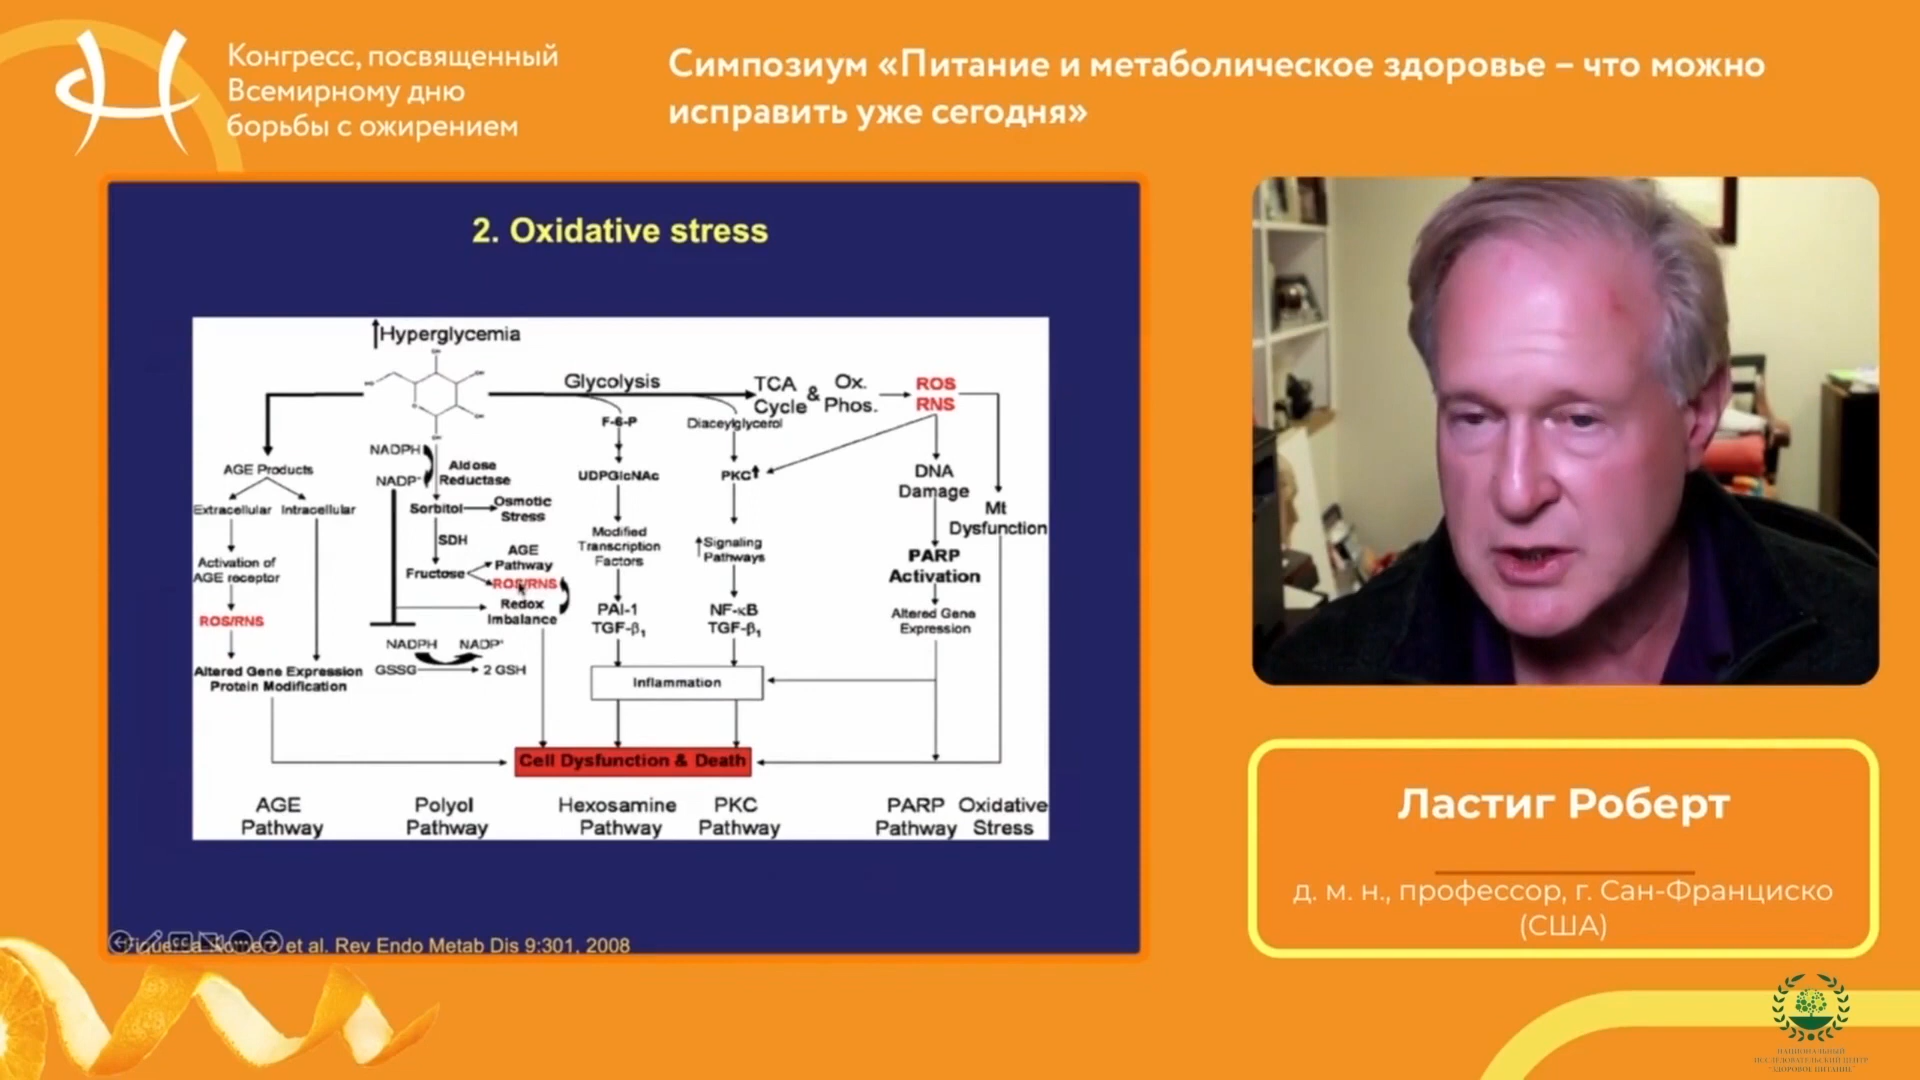 Конгресс, посвященный
Всемирному дню
борьбы с ожирением
Симпозиум «Питание и метаболическое здоровье – что можно
исправить уже сегодня»
2. Oxidative stress
↑Hyperglycemia
Glycolysis
TCA
Cycle
&
Ox.
Phos.
ROS
RNS
F-6-P
Diaceylglycerol
NADPH
NADP⁺
Aldose
Reductase
AGE Products
Extracellular
Intracellular
Sorbitol
Osmotic
Stress
UDPGlcNAc
PKC↑
DNA
Damage
Mt
Dysfunction
SDH
Modified
Transcription
Factors
↑Signaling
Pathways
Activation of
AGE receptor
AGE
Pathway
Fructose
ROS/RNS
Redox
Imbalance
PARP
Activation
ROS/RNS
PAI-1
TGF-β₁
NF-κB
TGF-β₁
Altered Gene
Expression
NADPH
NADP⁺
GSSG
2 GSH
Altered Gene Expression
Protein Modification
Inflammation
Cell Dysfunction & Death
AGE
Pathway
Polyol
Pathway
Hexosamine
Pathway
PKC
Pathway
PARP
Pathway
Oxidative
Stress
et al. Rev Endo Metab Dis 9:301, 2008
Ластиг Роберт
д. м. н., профессор, г. Сан-Франциско
(США)
НАЦИОНАЛЬНЫЙ
ИССЛЕДОВАТЕЛЬСКИЙ ЦЕНТР
"ЗДОРОВОЕ ПИТАНИЕ"